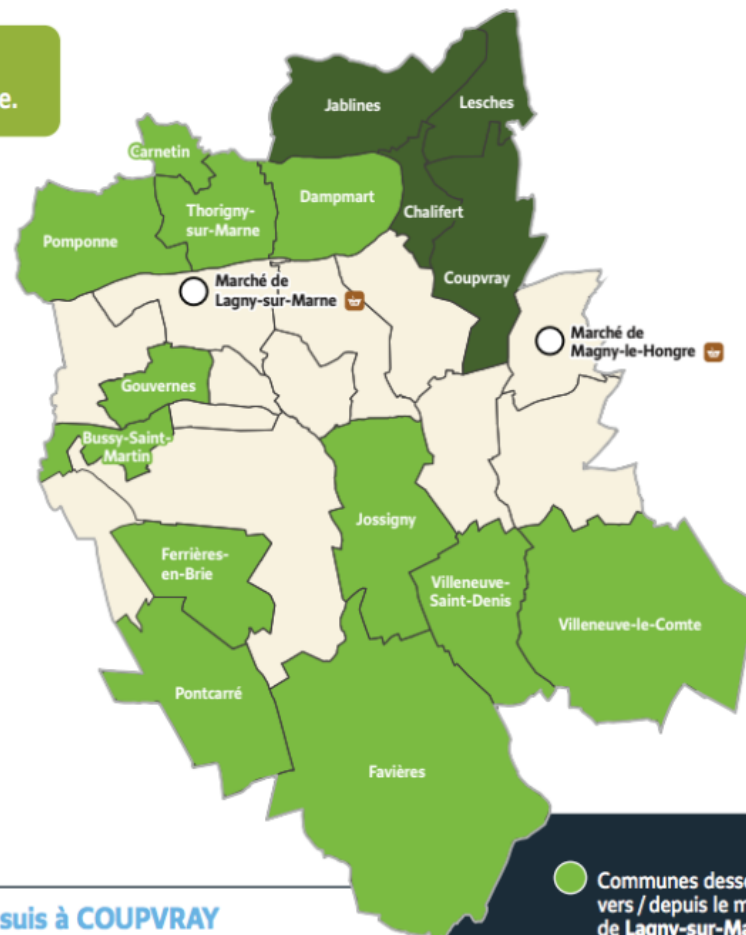 e.
Jablines
Lesches
Carnetin
Dampmart
Thorigny-
sur-Marne
Chalifert
Pomponne
Coupvray
Marché de
Lagny-sur-Marne
Marché de
Magny-le-Hongre
Gouvernes
Bussy-Saint-
Martin
Jossigny
Ferrières-
en-Brie
Villeneuve-
Saint-Denis
Villeneuve-le-Comte
Pontcarré
Favières
suis à COUPVRAY
Communes
vers / depuis le
de Lagny-sur-